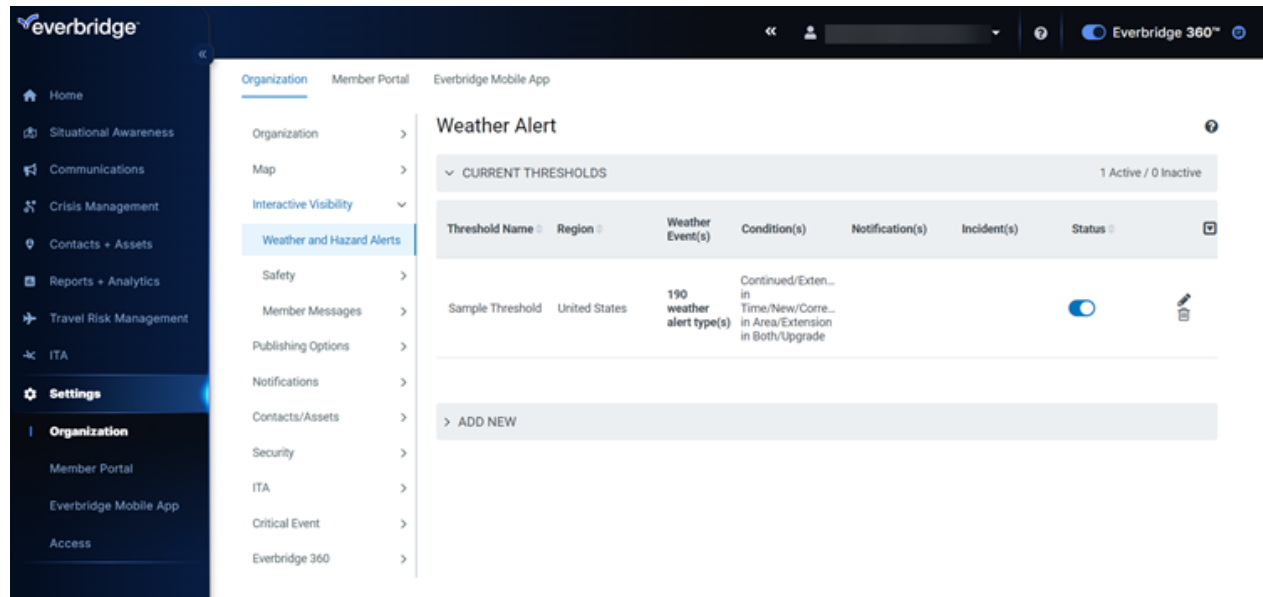 everbridge
Everbridge 360™
Home
Situational Awareness
Communications
Crisis Management
Contacts + Assets
Reports + Analytics
Travel Risk Management
ITA
Settings
Organization
Member Portal
Everbridge Mobile App
Access
Organization Member Portal Everbridge Mobile App
Organization
Map
Interactive Visibility
Weather and Hazard Alerts
Safety
Member Messages
Publishing Options
Notifications
Contacts/Assets
Security
ITA
Critical Event
Everbridge 360
Weather Alert
CURRENT THRESHOLDS 1 Active / 0 Inactive
Threshold Name Region Weather
Event(s) Condition(s) Notification(s) Incident(s) Status
Sample Threshold United States
190
weather
alert type(s)
Continued/Exten...
in
Time/New/Corre...
in Area/Extension
in Both/Upgrade
ADD NEW